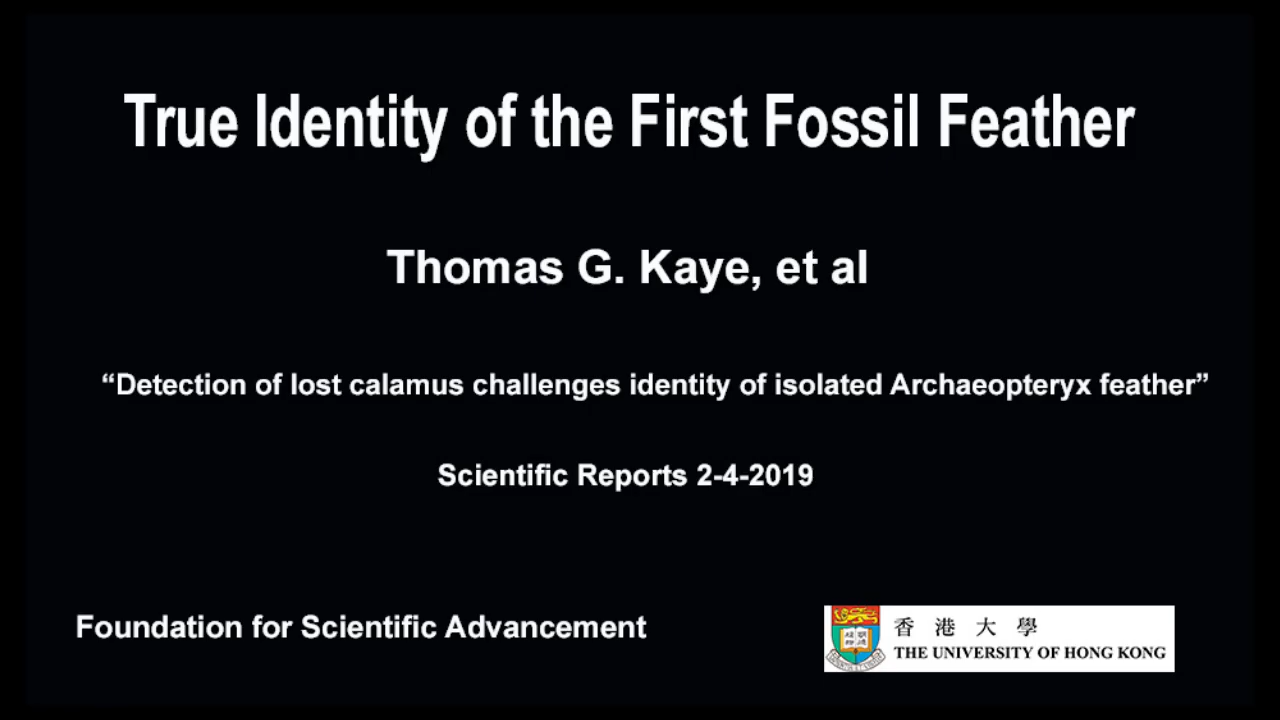 True Identity of the First Fossil Feather
Thomas G. Kaye, et al
“Detection of lost calamus challenges identity of isolated Archaeopteryx feather”
Scientific Reports 2-4-2019
Foundation for Scientific Advancement
香港大學
THE UNIVERSITY OF HONG KONG